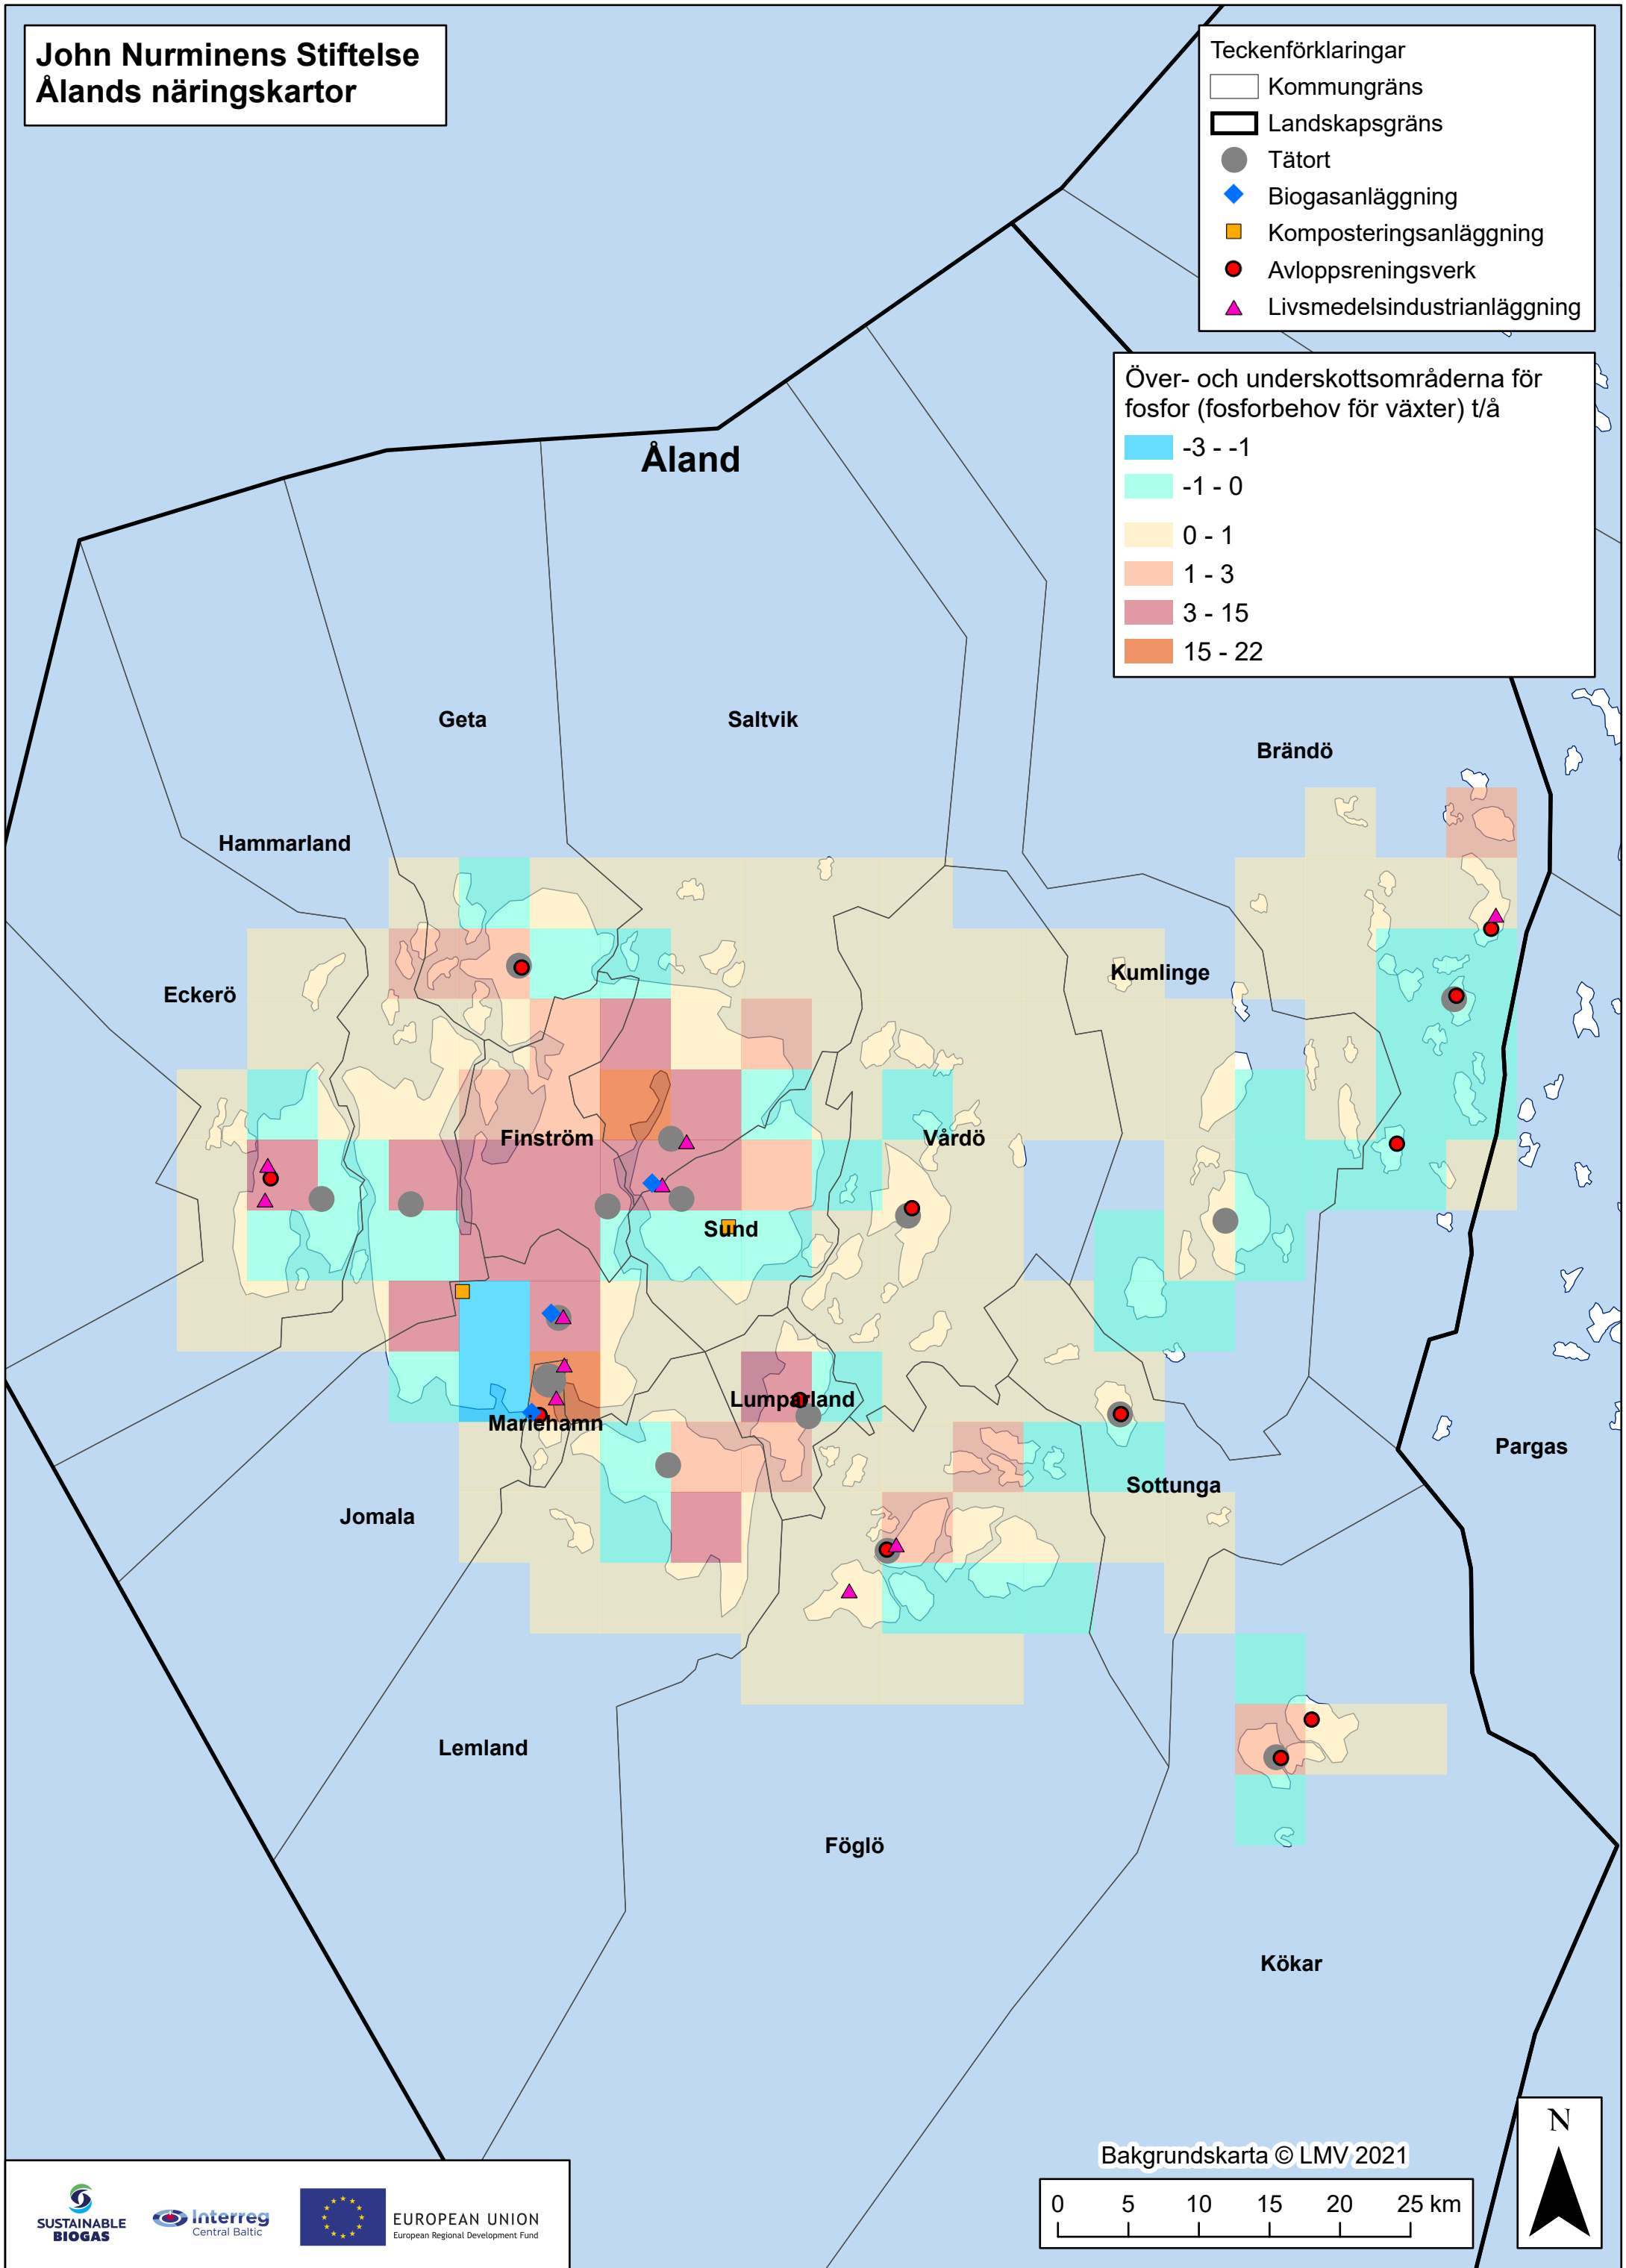 John Nurminens Stiftelse
Ålands näringskartor
Teckenförklaringar
Kommungräns
Landskapsgräns
Tätort
Biogasanläggning
Komposteringsanläggning
Avloppsreningsverk
Livsmedelsindustrianläggning
Över- och underskottsområderna för
fosfor (fosforbehov för växter) t/å
-3 - -1
-1 - 0
0 - 1
1 - 3
3 - 15
15 - 22
Åland
Geta
Saltvik
Brändö
Hammarland
Kumlinge
Eckerö
Finström
Vårdö
Sund
Lumparland
Mariehamn
Pargas
Sottunga
Jomala
Lemland
Föglö
Kökar
N
Bakgrundskarta © LMV 2021
0 5 10 15 20 25 km
SUSTAINABLE
BIOGAS
Interreg
Central Baltic
EUROPEAN UNION
European Regional Development Fund